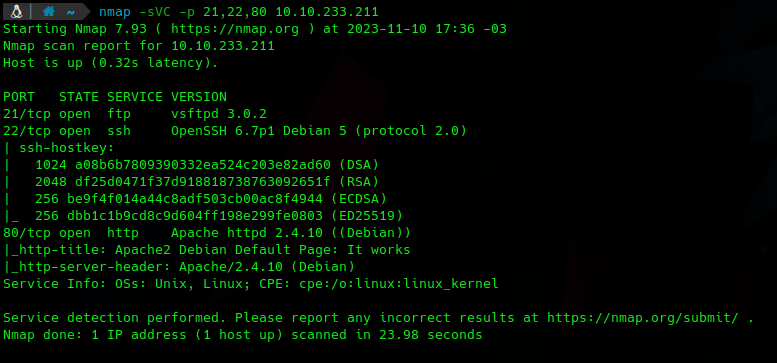 ~ nmap -sVC -p 21,22,80 10.10.233.211
Starting Nmap 7.93 ( https://nmap.org ) at 2023-11-10 17:36 -03
Nmap scan report for 10.10.233.211
Host is up (0.32s latency).

PORT   STATE SERVICE VERSION
21/tcp open  ftp     vsftpd 3.0.2
22/tcp open  ssh     OpenSSH 6.7p1 Debian 5 (protocol 2.0)
| ssh-hostkey:
|   1024 a08b6b7809390332ea524c203e82ad60 (DSA)
|   2048 df25d0471f37d918818738763092651f (RSA)
|   256 be9f4f014a44c8adf503cb00ac8f4944 (ECDSA)
|_  256 dbb1c1b9cd8c9d604ff198e299fe0803 (ED25519)
80/tcp open  http    Apache httpd 2.4.10 ((Debian))
|_http-title: Apache2 Debian Default Page: It works
|_http-server-header: Apache/2.4.10 (Debian)
Service Info: OSs: Unix, Linux; CPE: cpe:/o:linux:linux_kernel

Service detection performed. Please report any incorrect results at https://nmap.org/submit/ .
Nmap done: 1 IP address (1 host up) scanned in 23.98 seconds